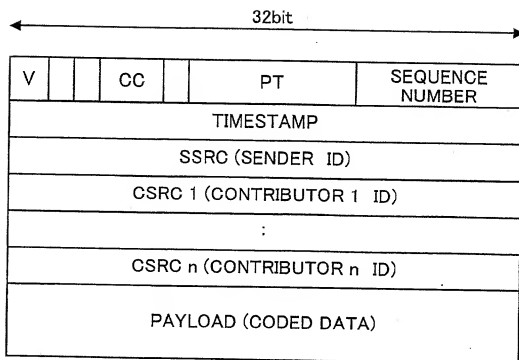 32bit
V CC PT SEQUENCE
NUMBER
TIMESTAMP
SSRC (SENDER ID)
CSRC 1 (CONTRIBUTOR 1 ID)
:
CSRC n (CONTRIBUTOR n ID)
PAYLOAD (CODED DATA)